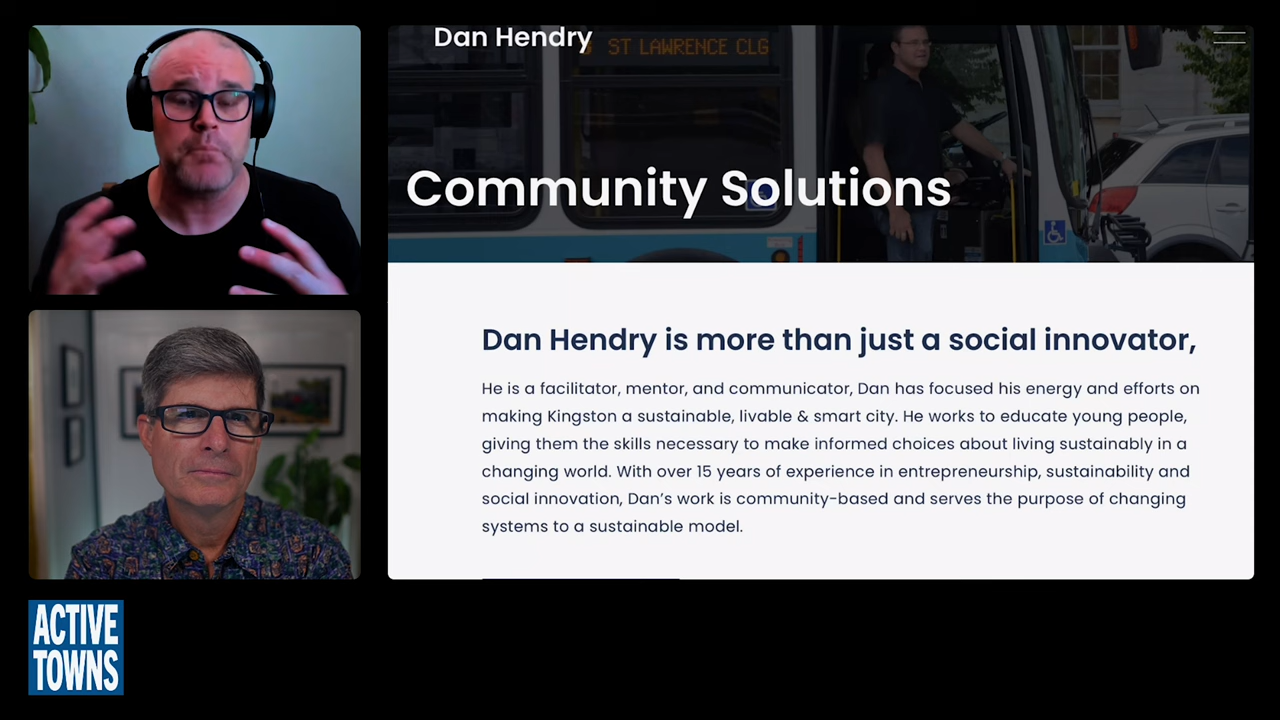 Dan Hendry
ST LAWRENCE CLG
Community Solutions
Dan Hendry is more than just a social innovator,
He is a facilitator, mentor, and communicator, Dan has focused his energy and efforts on
making Kingston a sustainable, livable & smart city. He works to educate young people,
giving them the skills necessary to make informed choices about living sustainably in a
changing world. With over 15 years of experience in entrepreneurship, sustainability and
social innovation, Dan’s work is community-based and serves the purpose of changing
systems to a sustainable model.
ACTIVE
TOWNS